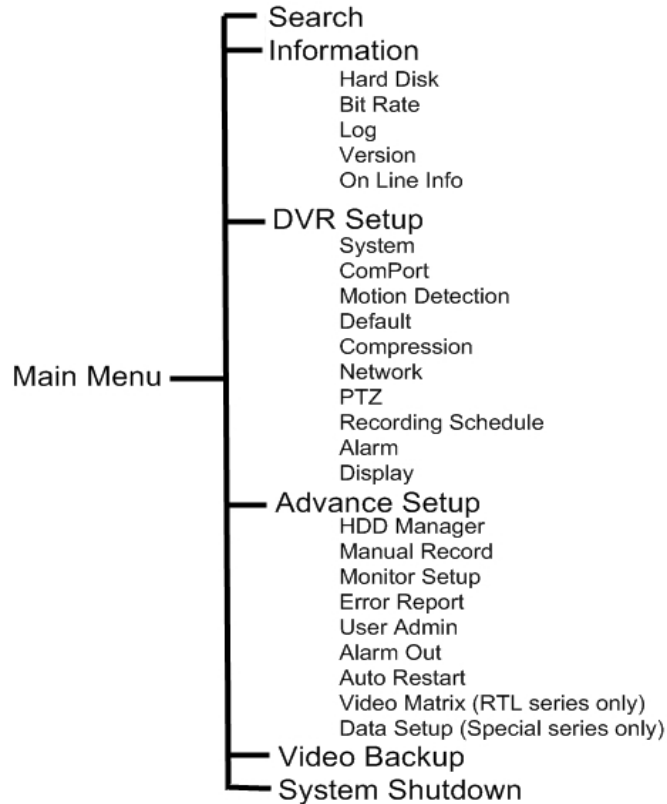 Search
Information
Hard Disk
Bit Rate
Log
Version
On Line Info
DVR Setup
System
ComPort
Motion Detection
Default
Compression
Network
Main Menu
PTZ
Recording Schedule
Alarm
Display
Advance Setup
HDD Manager
Manual Record
Monitor Setup
Error Report
User Admin
Alarm Out
Auto Restart
Video Matrix (RTL series only)
Data Setup (Special series only)
Video Backup
System Shutdown